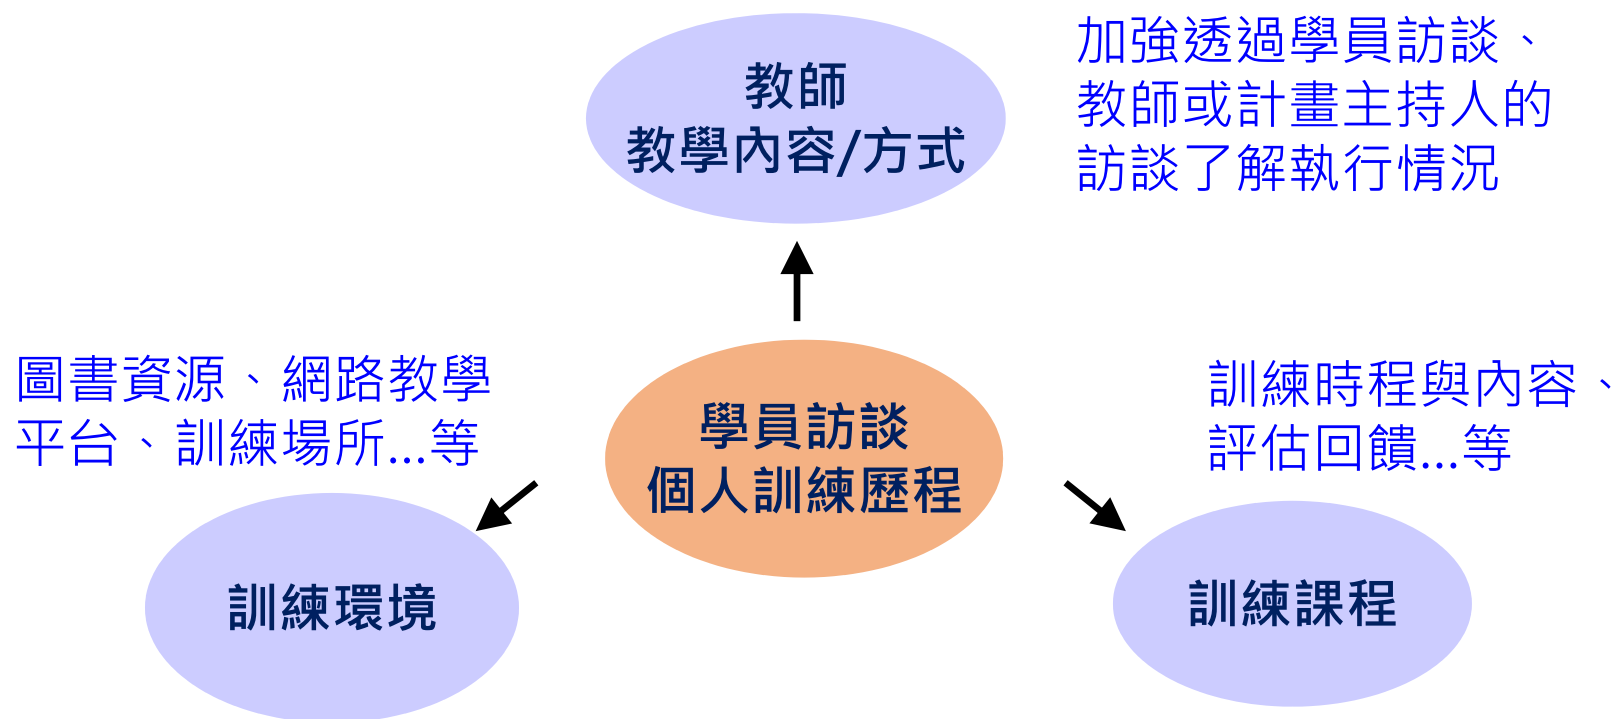 教師
教學內容/方式
加強透過學員訪談、
教師或計畫主持人的
訪談了解執行情況
圖書資源、網路教學
平台、訓練場所...等
學員訪談
個人訓練歷程
訓練時程與內容、
評估回饋...等
訓練環境
訓練課程